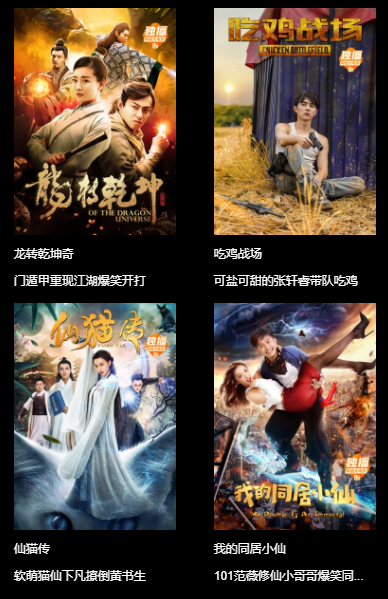 独播
龍转乾坤
OF THE DRAGON
UNIVERSE
吃鸡战场
CHICKEN BATTLEFIELD
独播
龙转乾坤奇
门遁甲重现江湖爆笑开打
吃鸡战场
可盐可甜的张轩睿带队吃鸡
仙猫传
独播
独播
我的同居小仙
仙猫传
软萌猫仙下凡撩倒黄书生
我的同居小仙
101范薇修仙小哥哥爆笑同...